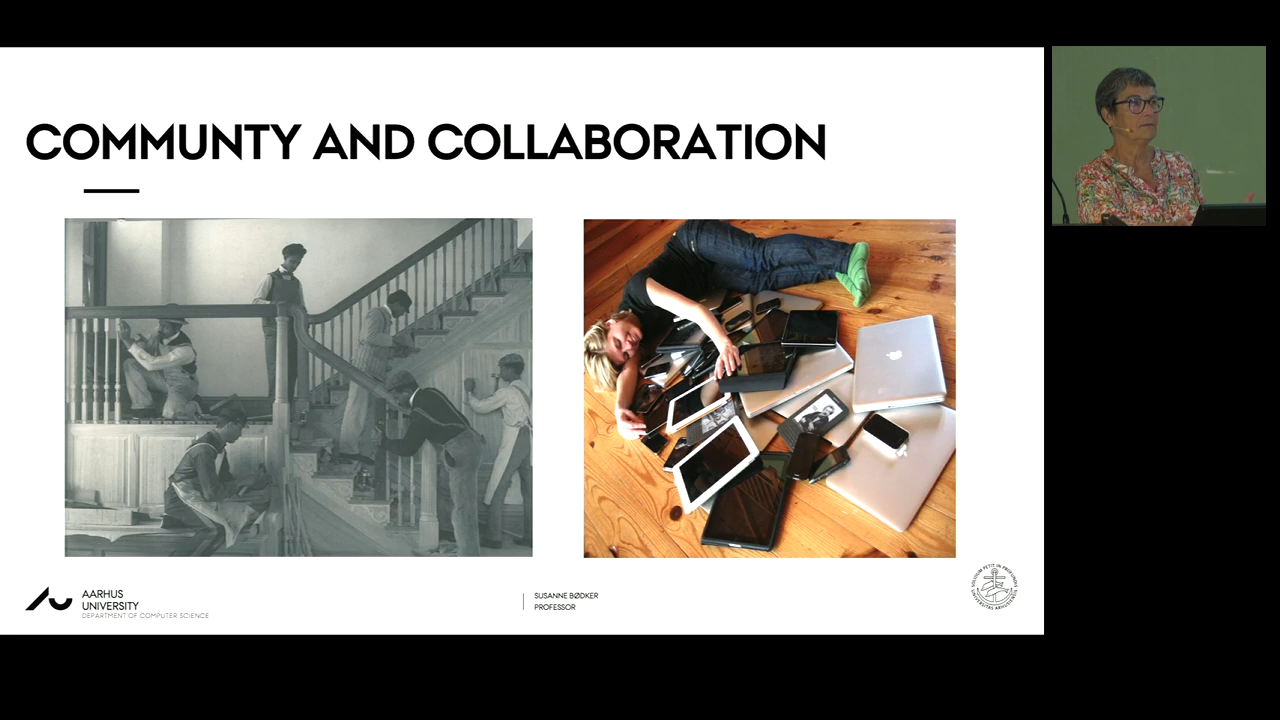 COMMUNTY AND COLLABORATION
AARHUS
UNIVERSITY
DEPARTMENT OF COMPUTER SCIENCE
SUSANNE BØDKER
PROFESSOR